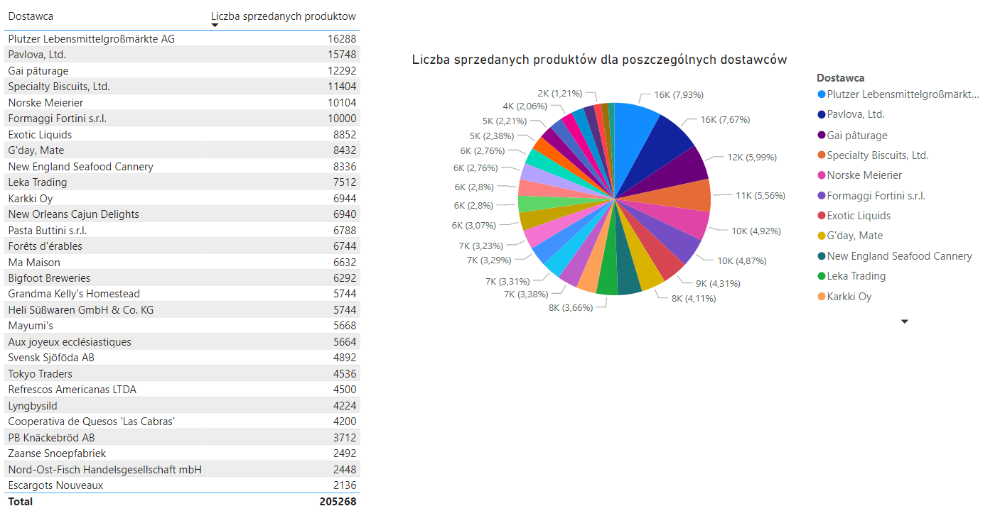 Dostawca Liczba sprzedanych produktow
Plutzer Lebensmittelgroßmärkte AG 16288
Pavlova, Ltd. 15748
Gai pâturage 12292
Specialty Biscuits, Ltd. 11404
Norske Meierier 10104
Formaggi Fortini s.r.l. 10000
Exotic Liquids 8852
G'day, Mate 8432
New England Seafood Cannery 8336
Leka Trading 7512
Karkki Oy 6944
New Orleans Cajun Delights 6940
Pasta Buttini s.r.l. 6788
Forêts d'érables 6744
Ma Maison 6632
Bigfoot Breweries 6292
Grandma Kelly's Homestead 5744
Heli Süßwaren GmbH & Co. KG 5744
Mayumi's 5668
Aux joyeux ecclésiastiques 5664
Svensk Sjöföda AB 4892
Tokyo Traders 4536
Refrescos Americanas LTDA 4500
Lyngbysild 4224
Cooperativa de Quesos 'Las Cabras' 4200
PB Knäckebröd AB 3712
Zaanse Snoepfabriek 2492
Nord-Ost-Fisch Handelsgesellschaft mbH 2448
Escargots Nouveaux 2136
Total 205268
Liczba sprzedanych produktów dla poszczególnych dostawców
16K (7,93%)
16K (7,67%)
12K (5,99%)
11K (5,56%)
10K (4,92%)
10K (4,87%)
9K (4,31%)
8K (4,11%)
8K (3,66%)
7K (3,38%)
7K (3,31%)
7K (3,29%)
7K (3,23%)
6K (3,07%)
6K (2,8%)
6K (2,8%)
6K (2,76%)
6K (2,76%)
5K (2,38%)
5K (2,21%)
4K (2,06%)
2K (1,21%)
Dostawca
Plutzer Lebensmittelgroßmärkt...
Pavlova, Ltd.
Gai pâturage
Specialty Biscuits, Ltd.
Norske Meierier
Formaggi Fortini s.r.l.
Exotic Liquids
G'day, Mate
New England Seafood Cannery
Leka Trading
Karkki Oy